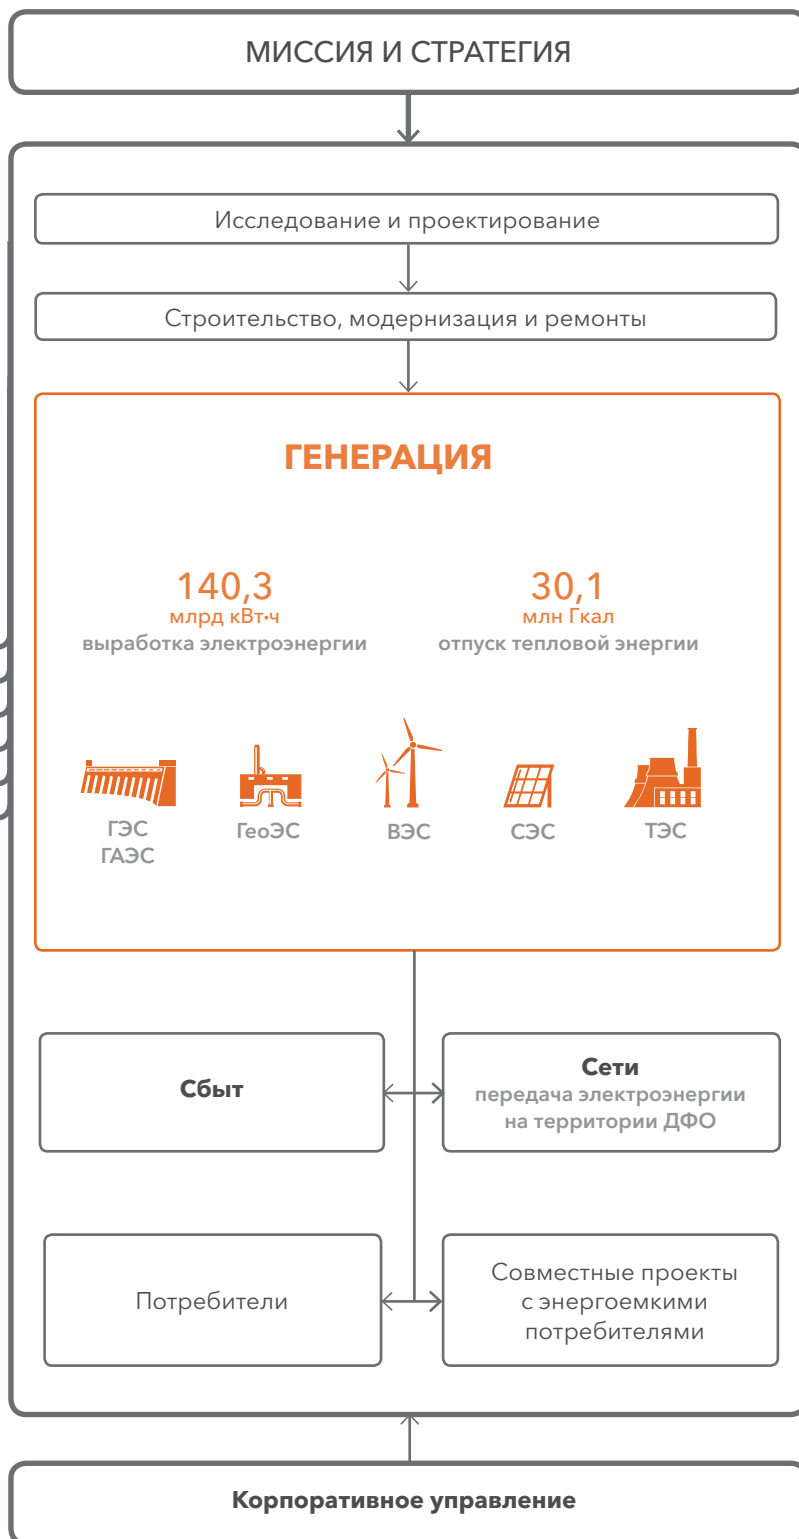 МИССИЯ И СТРАТЕГИЯ
Исследование и проектирование
Строительство, модернизация и ремонты
ГЕНЕРАЦИЯ
140,3
млрд кВт·ч
выработка электроэнергии
30,1
млн Гкал
отпуск тепловой энергии
ГЭС
ГАЭС
ГеоЭС
ВЭС
СЭС
ТЭС
Сбыт
Сети
передача электроэнергии
на территории ДФО
Потребители
Совместные проекты
с энергоемкими
потребителями
Корпоративное управление